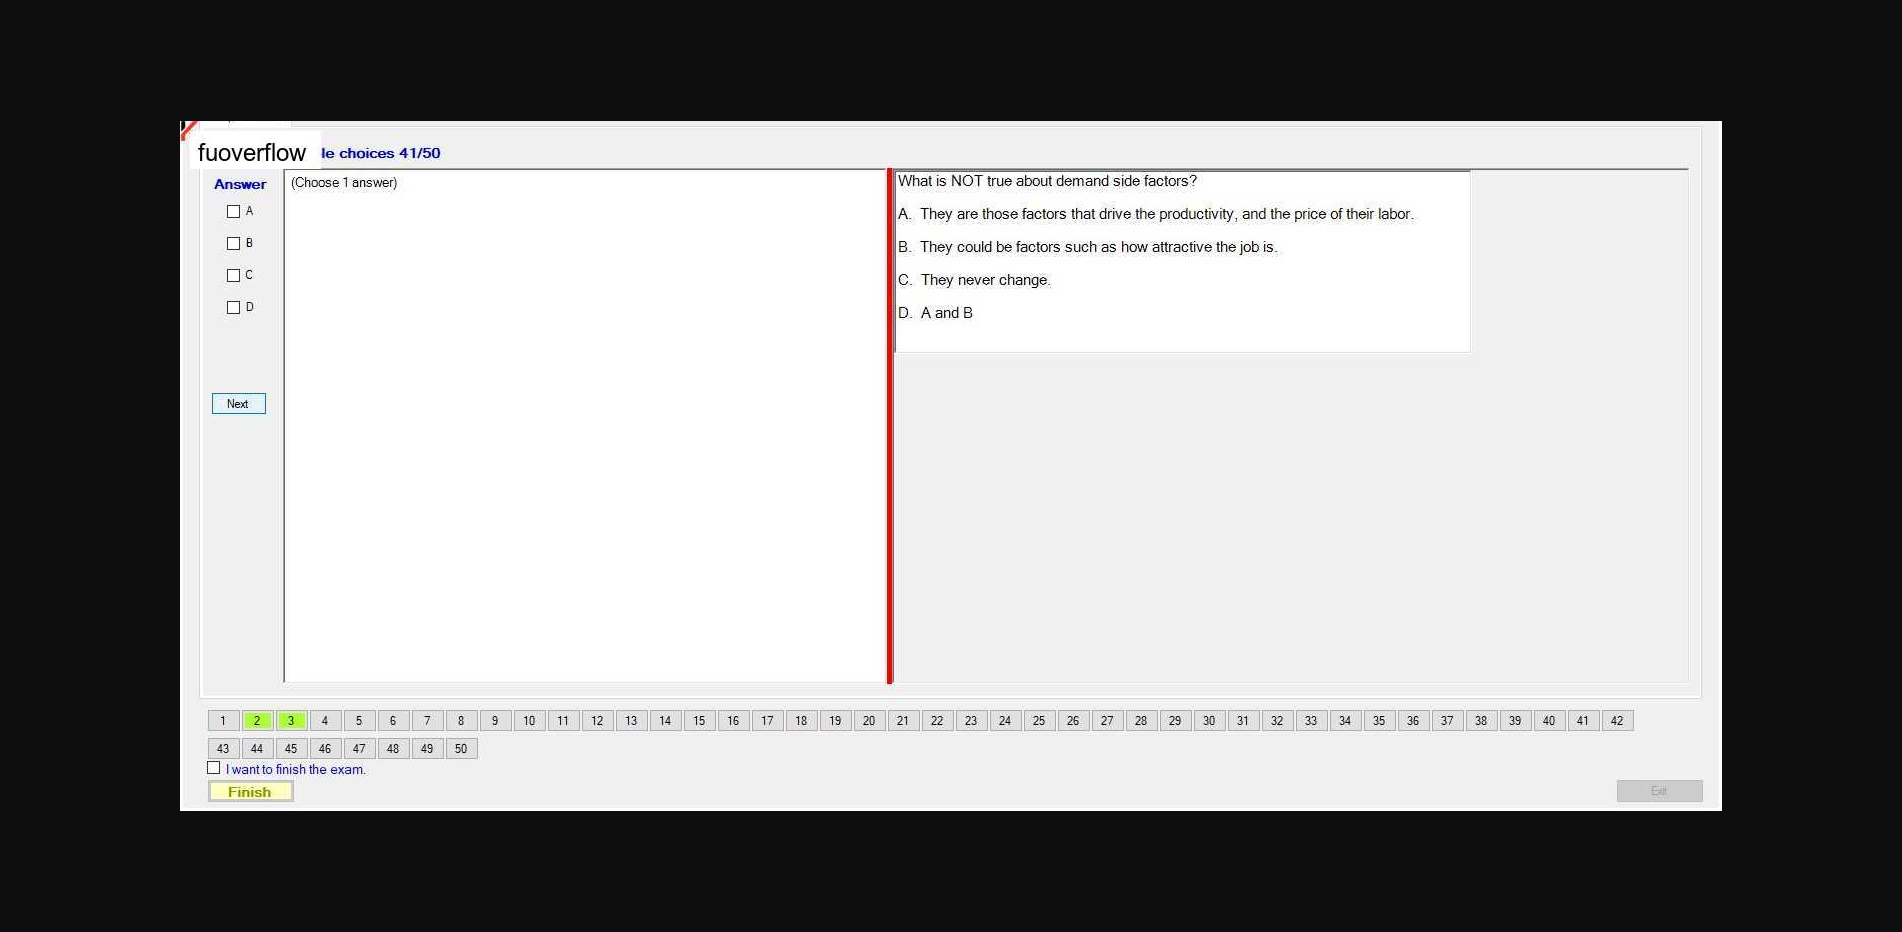 fuoverflow
le choices 41/50
Answer
(Choose 1 answer)
A
B
C
D
Next
What is NOT true about demand side factors?
A. They are those factors that drive the productivity, and the price of their labor.
B. They could be factors such as how attractive the job is.
C. They never change.
D. A and B
1 2 3 4 5 6 7 8 9 10 11 12 13 14 15 16 17 18 19 20 21 22 23 24 25 26 27 28 29 30 31 32 33 34 35 36 37 38 39 40 41 42
43 44 45 46 47 48 49 50
I want to finish the exam.
Finish
Exit